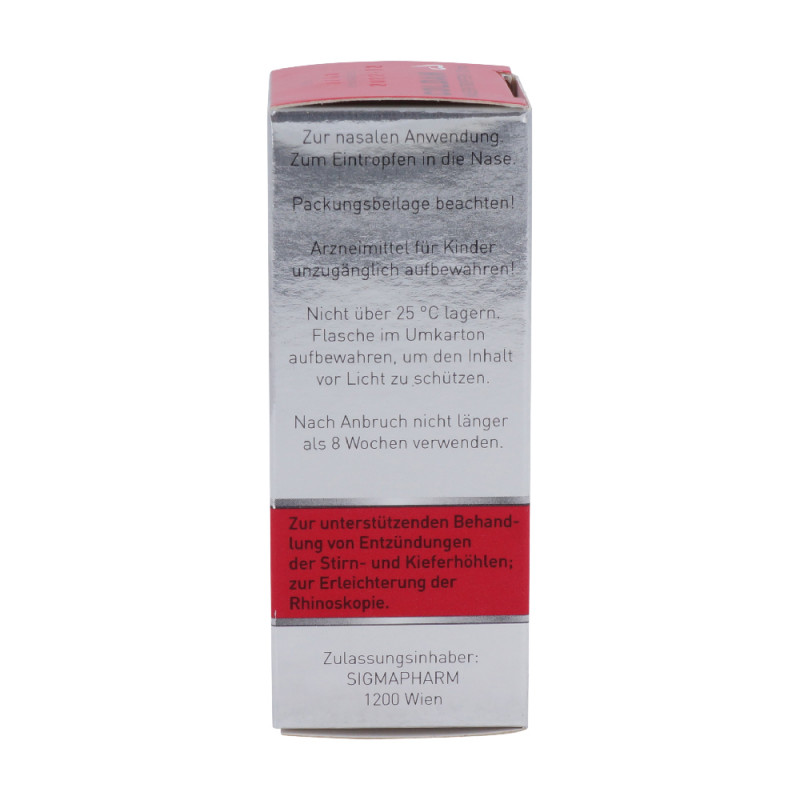 Zur nasalen Anwendung.
Zum Eintropfen in die Nase.
Packungsbeilage beachten!
Arzneimittel für Kinder
unzugänglich aufbewahren!
Nicht über 25 °C lagern.
Flasche im Umkarton
aufbewahren, um den Inhalt
vor Licht zu schützen.
Nach Anbruch nicht länger
als 8 Wochen verwenden.
Zur unterstützenden Behand-
lung von Entzündungen
der Stirn- und Kieferhöhlen;
zur Erleichterung der
Rhinoskopie.
Zulassungsinhaber:
SIGMAPHARM
1200 Wien